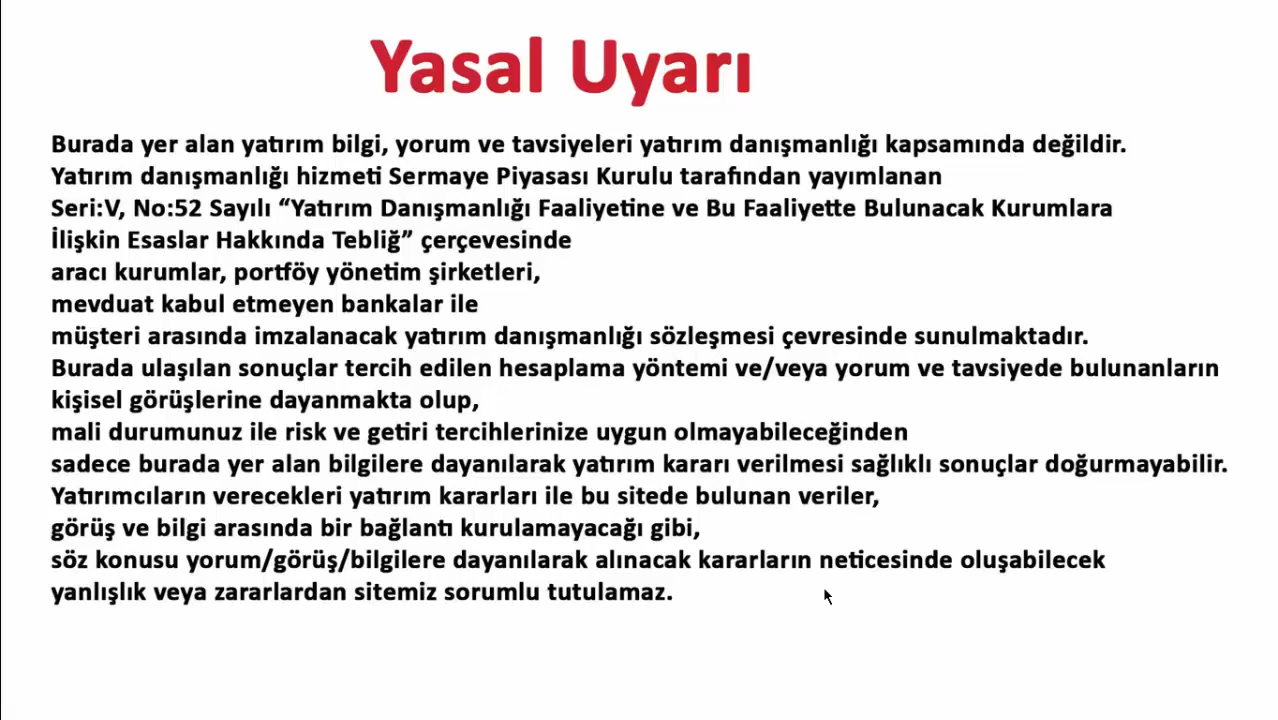 Yasal Uyarı
Burada yer alan yatırım bilgi, yorum ve tavsiyeleri yatırım danışmanlığı kapsamında değildir.
Yatırım danışmanlığı hizmeti Sermaye Piyasası Kurulu tarafından yayımlanan
Seri:V, No:52 Sayılı “Yatırım Danışmanlığı Faaliyetine ve Bu Faaliyette Bulunacak Kurumlara
İlişkin Esaslar Hakkında Tebliğ” çerçevesinde
aracı kurumlar, portföy yönetim şirketleri,
mevduat kabul etmeyen bankalar ile
müşteri arasında imzalanacak yatırım danışmanlığı sözleşmesi çevresinde sunulmaktadır.
Burada ulaşılan sonuçlar tercih edilen hesaplama yöntemi ve/veya yorum ve tavsiyede bulunanların
kişisel görüşlerine dayanmakta olup,
mali durumunuz ile risk ve getiri tercihlerinize uygun olmayabileceğinden
sadece burada yer alan bilgilere dayanılarak yatırım kararı verilmesi sağlıklı sonuçlar doğurmayabilir.
Yatırımcıların verecekleri yatırım kararları ile bu sitede bulunan veriler,
görüş ve bilgi arasında bir bağlantı kurulamayacağı gibi,
söz konusu yorum/görüş/bilgilere dayanılarak alınacak kararların neticesinde oluşabilecek
yanlışlık veya zararlardan sitemiz sorumlu tutulamaz.